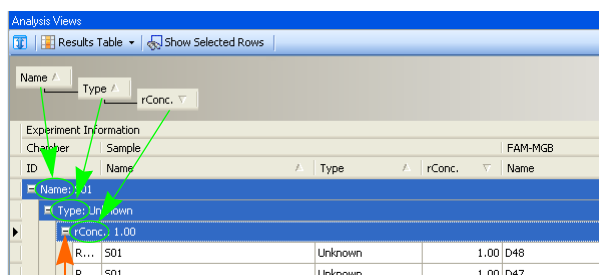 Analysis Views
Results Table Show Selected Rows
Name
Type
rConc.
Experiment Information
Chamber Sample FAM-MGB
ID Name Type rConc. Name
Name: S01
Type: Unknown
rConc.: 1.00
R... S01 Unknown 1.00 D48
R... S01 Unknown 1.00 D47